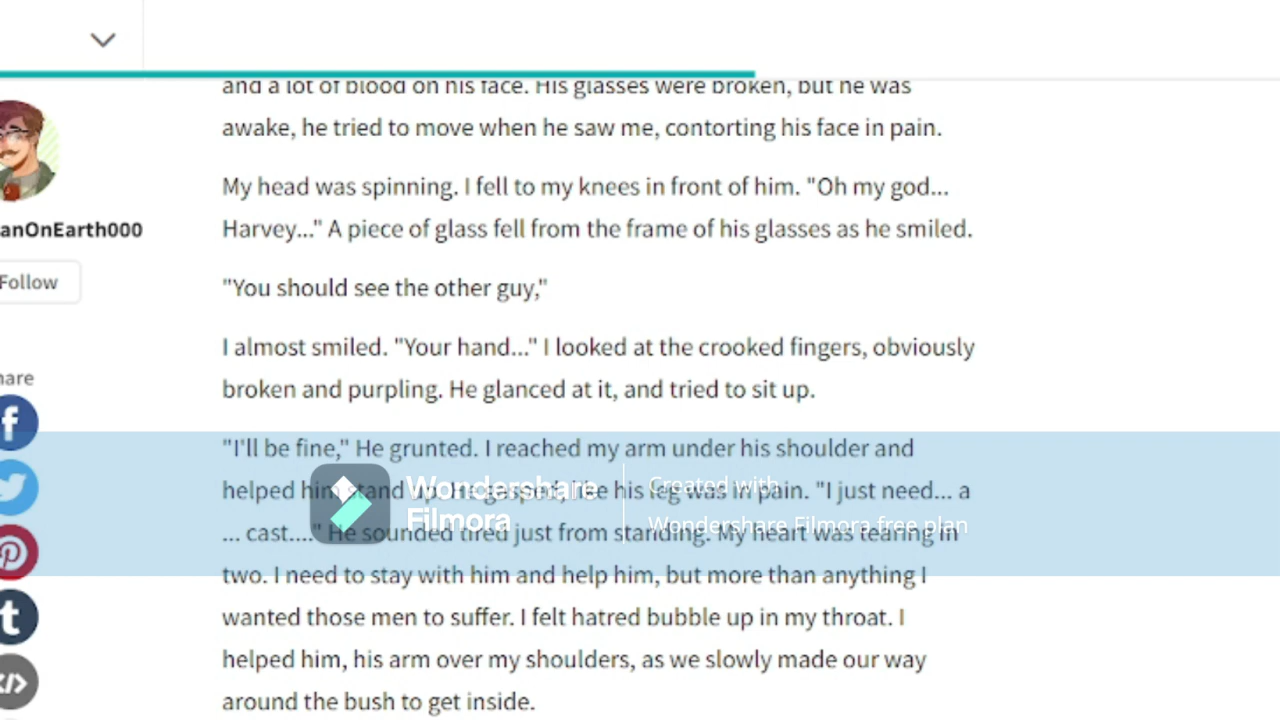 and a lot of blood on his face. His glasses were broken, but he was
awake, he tried to move when he saw me, contorting his face in pain.
anOnEarth000
Follow
hare
My head was spinning. I fell to my knees in front of him. "Oh my god...
Harvey..." A piece of glass fell from the frame of his glasses as he smiled.
"You should see the other guy,"
I almost smiled. "Your hand..." I looked at the crooked fingers, obviously
broken and purpling. He glanced at it, and tried to sit up.
"I'll be fine," He grunted. I reached my arm under his shoulder and
helped him stand up. He gasped, like his leg was in pain. "I just need... a
... cast...." He sounded tired just from standing. My heart was tearing in
two. I need to stay with him and help him, but more than anything I
wanted those men to suffer. I felt hatred bubble up in my throat. I
helped him, his arm over my shoulders, as we slowly made our way
around the bush to get inside.
Wondershare
Filmora
Created with
Wondershare Filmora free plan